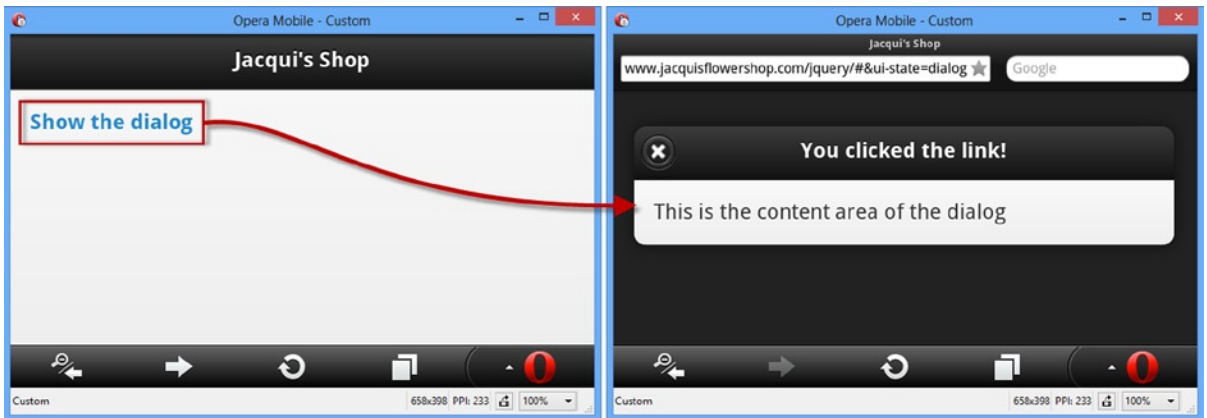 Opera Mobile - Custom
Jacqui's Shop
Show the dialog
Custom
658x398 PPI: 233 100%
Opera Mobile - Custom
Jacqui's Shop
www.jacquisflowershop.com/jquery/#&ui-state=dialog Google
You clicked the link!
This is the content area of the dialog
Custom
658x398 PPI: 233 100%